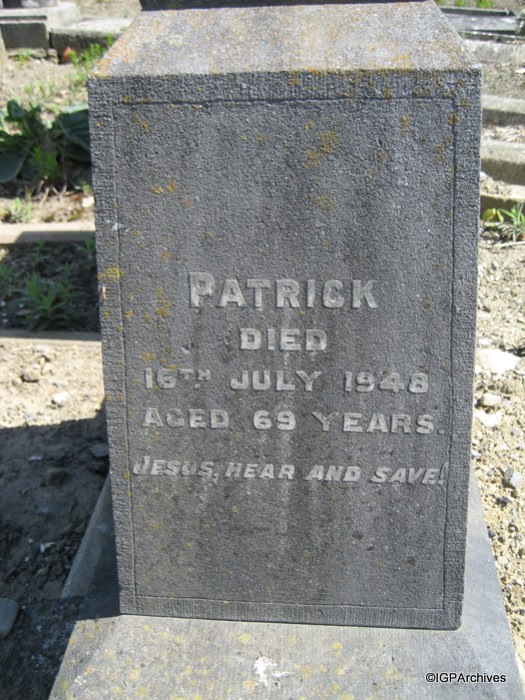 PATRICK
DIED
16TH JULY 1948
AGED 69 YEARS.
JESUS, HEAR AND SAVE!
©IGPArchives